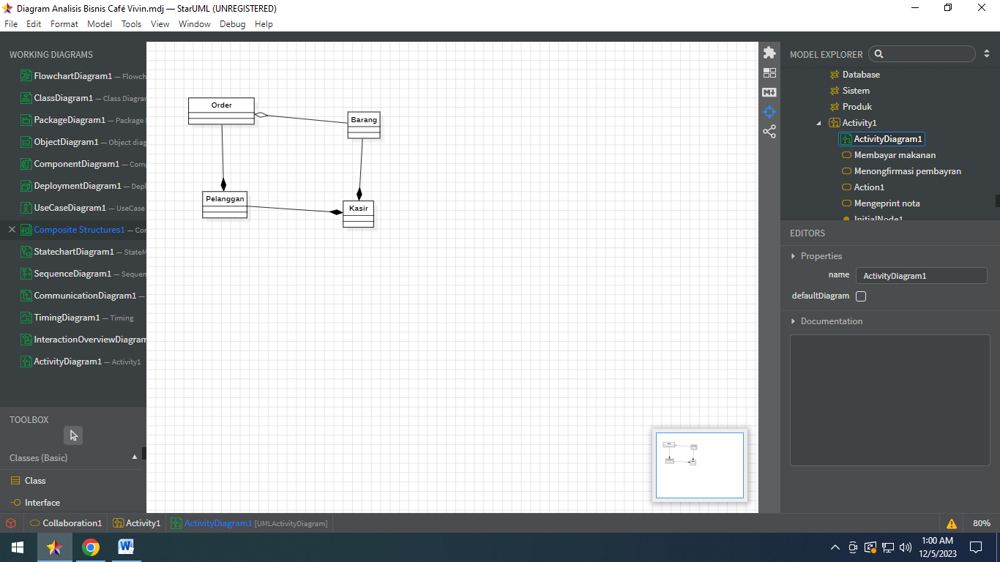 Diagram Analisis Bisnis Café Vivin.mdj — StarUML (UNREGISTERED)
File Edit Format Model Tools View Window Debug Help
WORKING DIAGRAMS
FlowchartDiagram1 — Flowch
ClassDiagram1 — Class Diagram
PackageDiagram1 — Package
ObjectDiagram1 — Object diag
ComponentDiagram1 — Com
DeploymentDiagram1 — Depl
UseCaseDiagram1 — UseCase
Composite Structures1 — Cor
StatechartDiagram1 — StateM
SequenceDiagram1 — Sequen
CommunicationDiagram1 —
TimingDiagram1 — Timing
InteractionOverviewDiagram
ActivityDiagram1 — Activity1
TOOLBOX
Classes (Basic)
Class
Interface
Order
Barang
Pelanggan
Kasir
MODEL EXPLORER
Database
Sistem
Produk
Activity1
ActivityDiagram1
Membayar makanan
Menongfirmasi pembayran
Action1
Mengeprint nota
InitialNode1
EDITORS
Properties
name ActivityDiagram1
defaultDiagram
Documentation
Collaboration1 Activity1 ActivityDiagram1 [UMLActivityDiagram] 80%
1:00 AM
12/5/2023